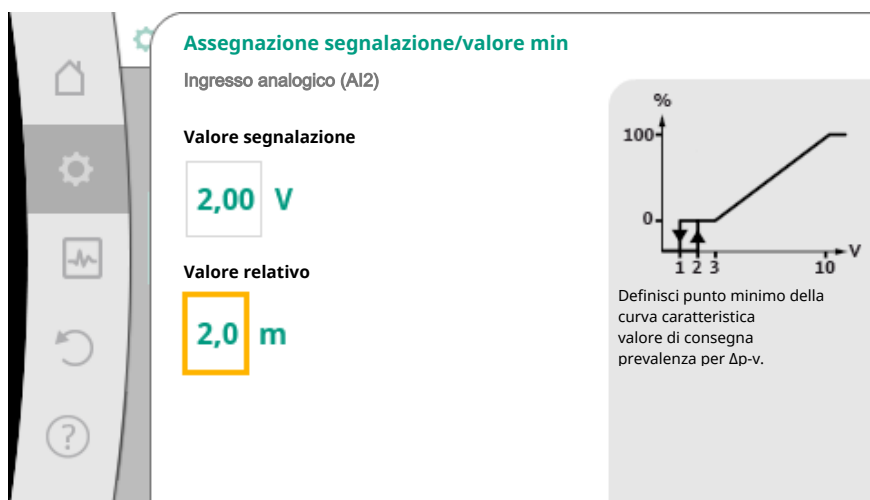 Assegnazione segnalazione/valore min
Ingresso analogico (AI2)
Valore segnalazione
2,00 V
Valore relativo
2,0 m
%
100
0
1 2 3 10 V
Definisci punto minimo della
curva caratteristica
valore di consegna
prevalenza per Δp-v.
?